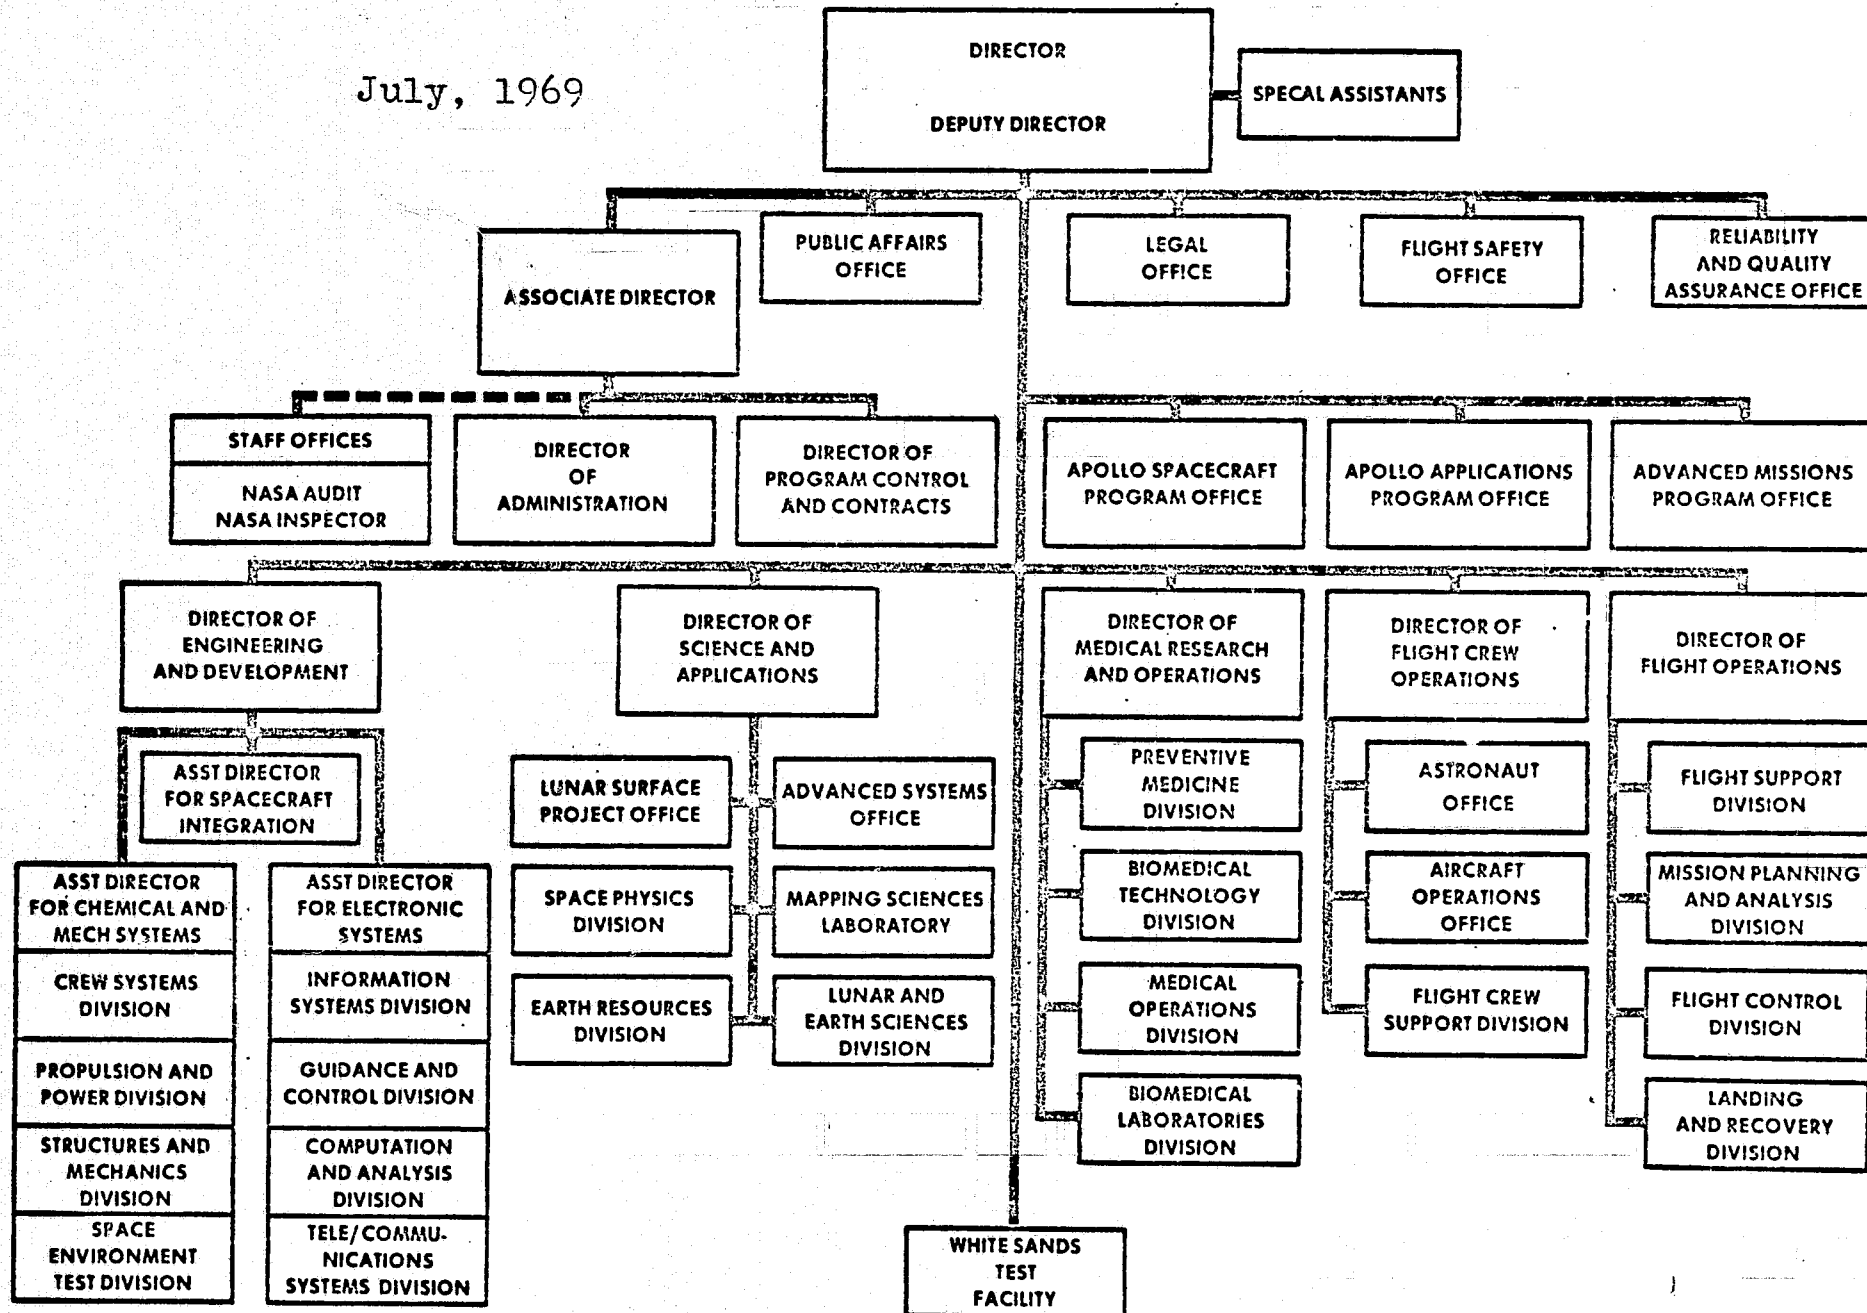 July, 1969
DIRECTOR
DEPUTY DIRECTOR
SPECAL ASSISTANTS
ASSOCIATE DIRECTOR
PUBLIC AFFAIRS
OFFICE
LEGAL
OFFICE
FLIGHT SAFETY
OFFICE
RELIABILITY
AND QUALITY
ASSURANCE OFFICE
STAFF OFFICES
NASA AUDIT
NASA INSPECTOR
DIRECTOR
OF
ADMINISTRATION
DIRECTOR OF
PROGRAM CONTROL
AND CONTRACTS
APOLLO SPACECRAFT
PROGRAM OFFICE
APOLLO APPLICATIONS
PROGRAM OFFICE
ADVANCED MISSIONS
PROGRAM OFFICE
DIRECTOR OF
ENGINEERING
AND DEVELOPMENT
DIRECTOR OF
SCIENCE AND
APPLICATIONS
DIRECTOR OF
MEDICAL RESEARCH
AND OPERATIONS
DIRECTOR OF
FLIGHT CREW
OPERATIONS
DIRECTOR OF
FLIGHT OPERATIONS
ASST DIRECTOR
FOR SPACECRAFT
INTEGRATION
ASST DIRECTOR
FOR CHEMICAL AND
MECH SYSTEMS
CREW SYSTEMS
DIVISION
PROPULSION AND
POWER DIVISION
STRUCTURES AND
MECHANICS
DIVISION
SPACE
ENVIRONMENT
TEST DIVISION
ASST DIRECTOR
FOR ELECTRONIC
SYSTEMS
INFORMATION
SYSTEMS DIVISION
GUIDANCE AND
CONTROL DIVISION
COMPUTATION
AND ANALYSIS
DIVISION
TELE/COMMU-
NICATIONS
SYSTEMS DIVISION
LUNAR SURFACE
PROJECT OFFICE
ADVANCED SYSTEMS
OFFICE
SPACE PHYSICS
DIVISION
MAPPING SCIENCES
LABORATORY
EARTH RESOURCES
DIVISION
LUNAR AND
EARTH SCIENCES
DIVISION
PREVENTIVE
MEDICINE
DIVISION
BIOMEDICAL
TECHNOLOGY
DIVISION
MEDICAL
OPERATIONS
DIVISION
BIOMEDICAL
LABORATORIES
DIVISION
ASTRONAUT
OFFICE
AIRCRAFT
OPERATIONS
OFFICE
FLIGHT CREW
SUPPORT DIVISION
FLIGHT SUPPORT
DIVISION
MISSION PLANNING
AND ANALYSIS
DIVISION
FLIGHT CONTROL
DIVISION
LANDING
AND RECOVERY
DIVISION
WHITE SANDS
TEST
FACILITY